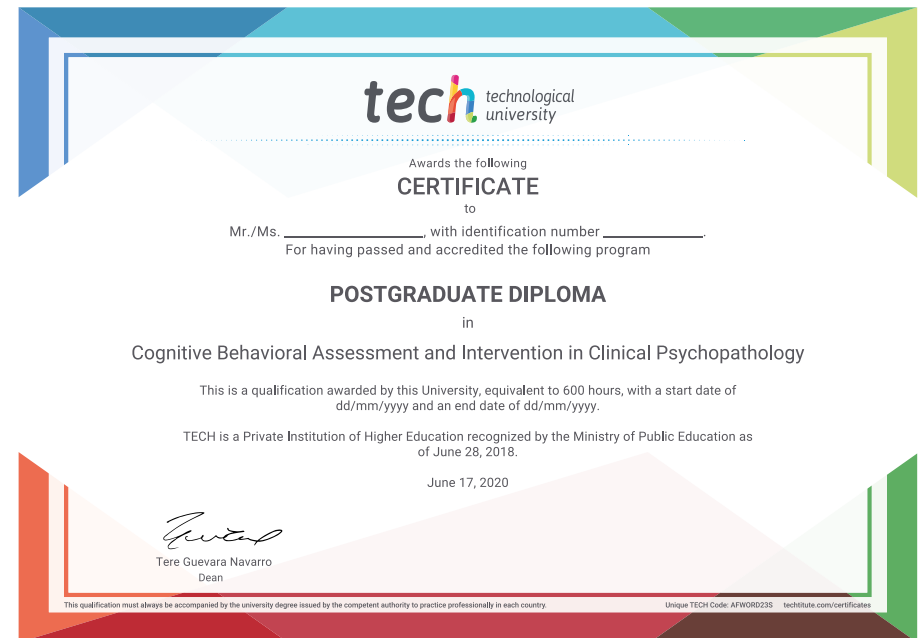 tech technological
university
Awards the following
CERTIFICATE
to
Mr./Ms. ________________, with identification number ____________.
For having passed and accredited the following program
POSTGRADUATE DIPLOMA
in
Cognitive Behavioral Assessment and Intervention in Clinical Psychopathology
This is a qualification awarded by this University, equivalent to 600 hours, with a start date of
dd/mm/yyyy and an end date of dd/mm/yyyy.
TECH is a Private Institution of Higher Education recognized by the Ministry of Public Education as
of June 28, 2018.
June 17, 2020
Tere Guevara Navarro
Dean
This qualification must always be accompanied by the university degree issued by the competent authority to practice professionally in each country.
Unique TECH Code: AFWORD23S techtitute.com/certificates